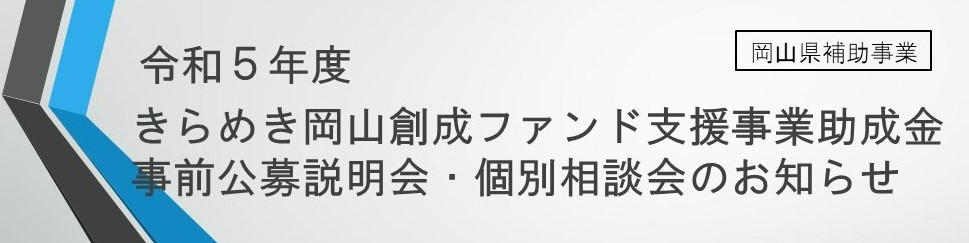 令和５年度
岡山県補助事業
きらめき岡山創成ファンド支援事業助成金
事前公募説明会・個別相談会のお知らせ